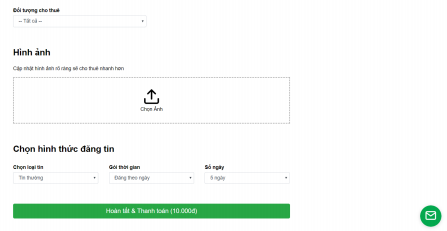 Đối tượng cho thuê
-- Tất cả --
Hình ảnh
Cập nhật hình ảnh rõ ràng sẽ cho thuê nhanh hơn
Chọn Ảnh
Chọn hình thức đăng tin
Chọn loại tin
Gói thời gian
Số ngày
Tin thường
Đăng theo ngày
5 ngày
Hoàn tất & Thanh toán (10.000đ)